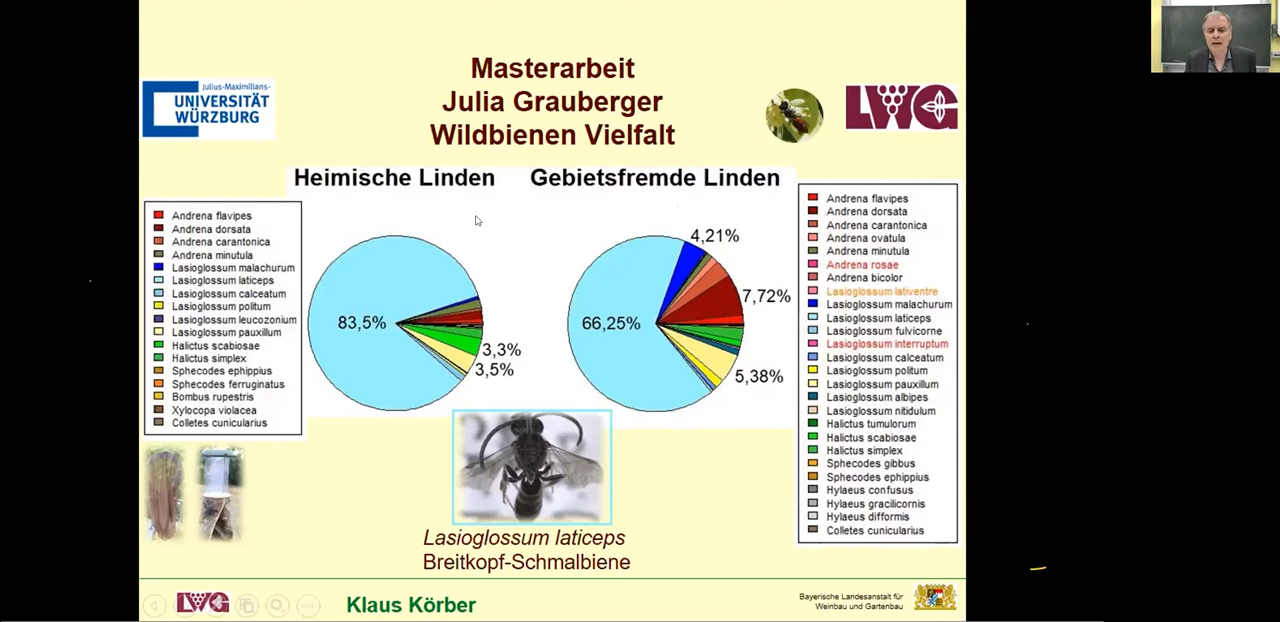 Masterarbeit
Julia Grauberger
Wildbienen Vielfalt
Julius-Maximilians-
UNIVERSITÄT
WÜRZBURG
LWG
Heimische Linden
Gebietsfremde Linden
Andrena flavipes
Andrena dorsata
Andrena carantonica
Andrena minutula
Lasioglossum malachurum
Lasioglossum laticeps
Lasioglossum calceatum
Lasioglossum politum
Lasioglossum leucozonium
Lasioglossum pauxillum
Halictus scabiosae
Halictus simplex
Sphecodes ephippius
Sphecodes ferruginatus
Bombus rupestris
Xylocopa violacea
Colletes cunicularius
83,5%
3,3%
3,5%
66,25%
4,21%
7,72%
5,38%
Andrena flavipes
Andrena dorsata
Andrena carantonica
Andrena ovatula
Andrena minutula
Andrena rosae
Andrena bicolor
Lasioglossum lativentre
Lasioglossum malachurum
Lasioglossum laticeps
Lasioglossum fulvicorne
Lasioglossum interruptum
Lasioglossum calceatum
Lasioglossum politum
Lasioglossum pauxillum
Lasioglossum albipes
Lasioglossum nitidulum
Halictus tumulorum
Halictus scabiosae
Halictus simplex
Sphecodes gibbus
Sphecodes ephippius
Hylaeus confusus
Hylaeus gracilicornis
Hylaeus difformis
Colletes cunicularius
Lasioglossum laticeps
Breitkopf-Schmalbiene
LWG
Klaus Körber
Bayerische Landesanstalt für
Weinbau und Gartenbau